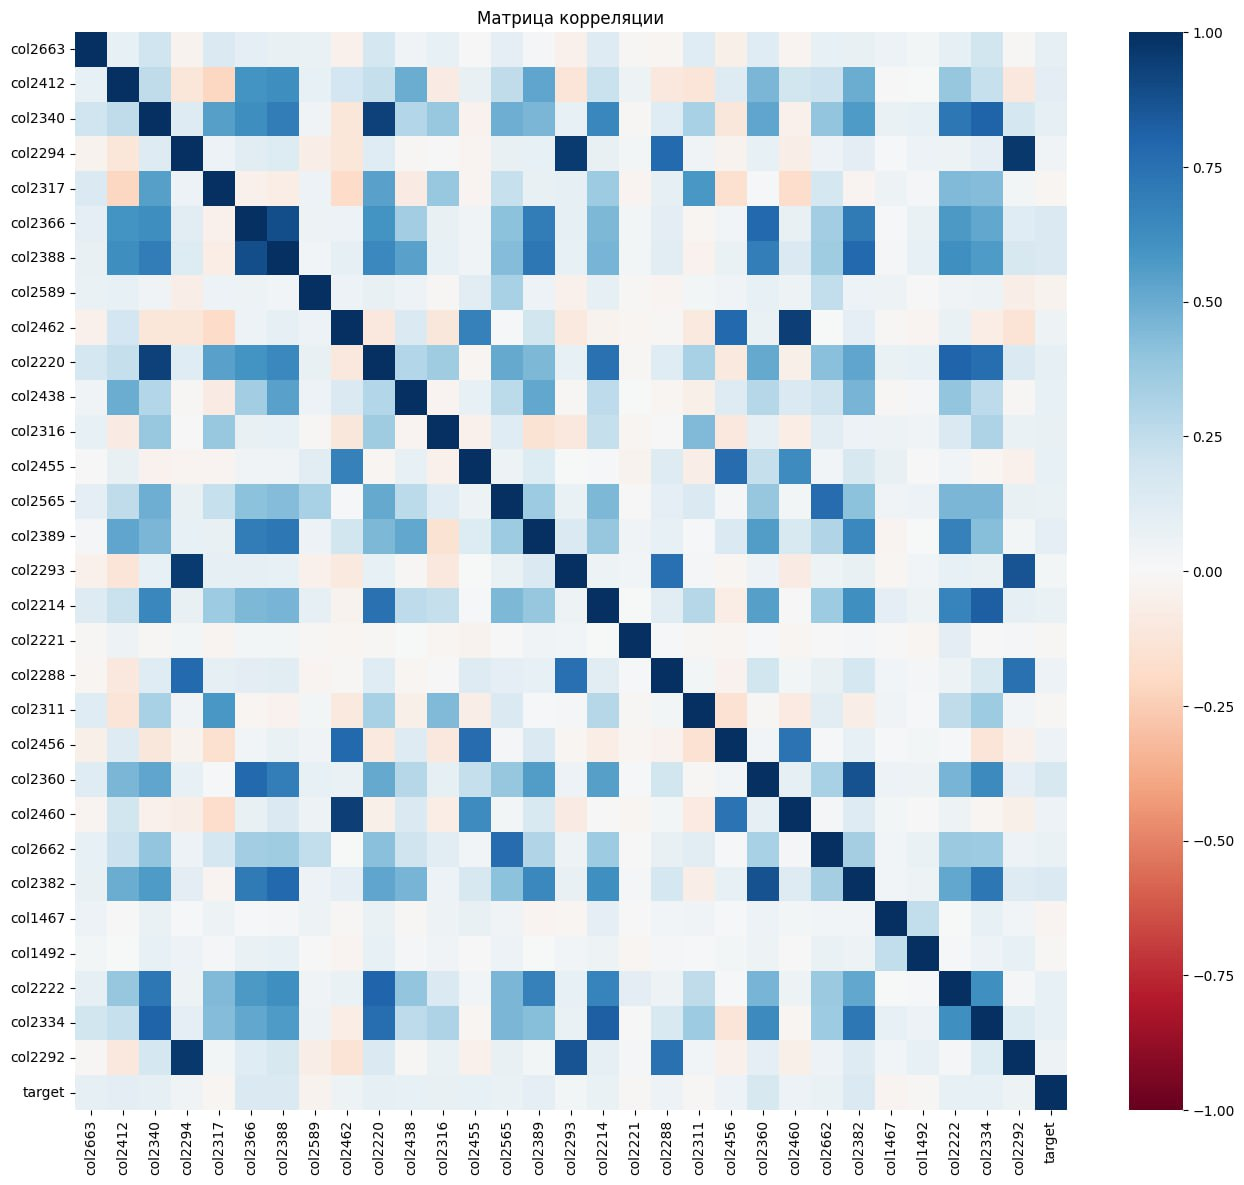 Матрица корреляции
col2663
col2412
col2340
col2294
col2317
col2366
col2388
col2589
col2462
col2220
col2438
col2316
col2455
col2565
col2389
col2293
col2214
col2221
col2288
col2311
col2456
col2360
col2460
col2662
col2382
col1467
col1492
col2222
col2334
col2292
target
col2663
col2412
col2340
col2294
col2317
col2366
col2388
col2589
col2462
col2220
col2438
col2316
col2455
col2565
col2389
col2293
col2214
col2221
col2288
col2311
col2456
col2360
col2460
col2662
col2382
col1467
col1492
col2222
col2334
col2292
target
1.00
0.75
0.50
0.25
0.00
−0.25
−0.50
−0.75
−1.00